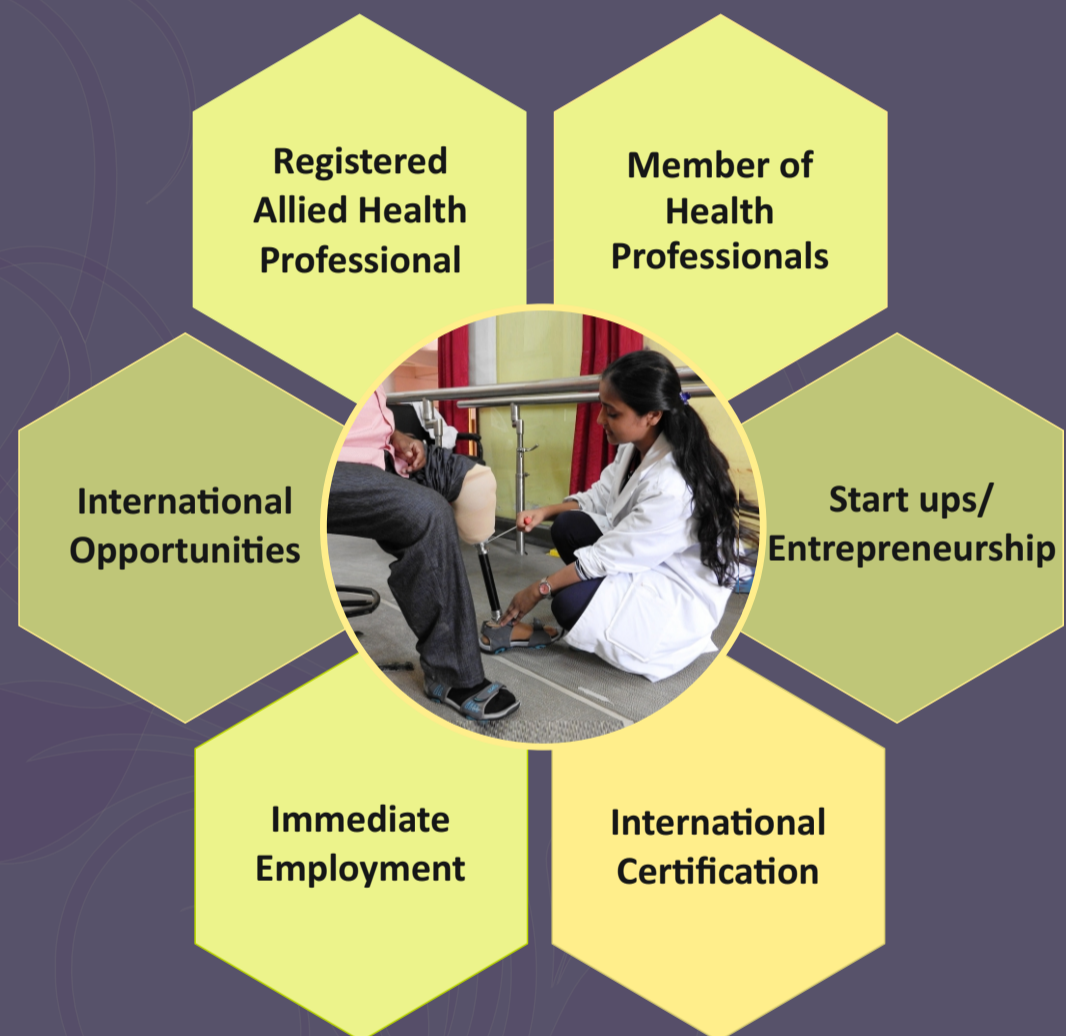 Registered
Allied Health
Professional
Member of
Health
Professionals
International
Opportunities
Start ups/
Entrepreneurship
Immediate
Employment
International
Certification